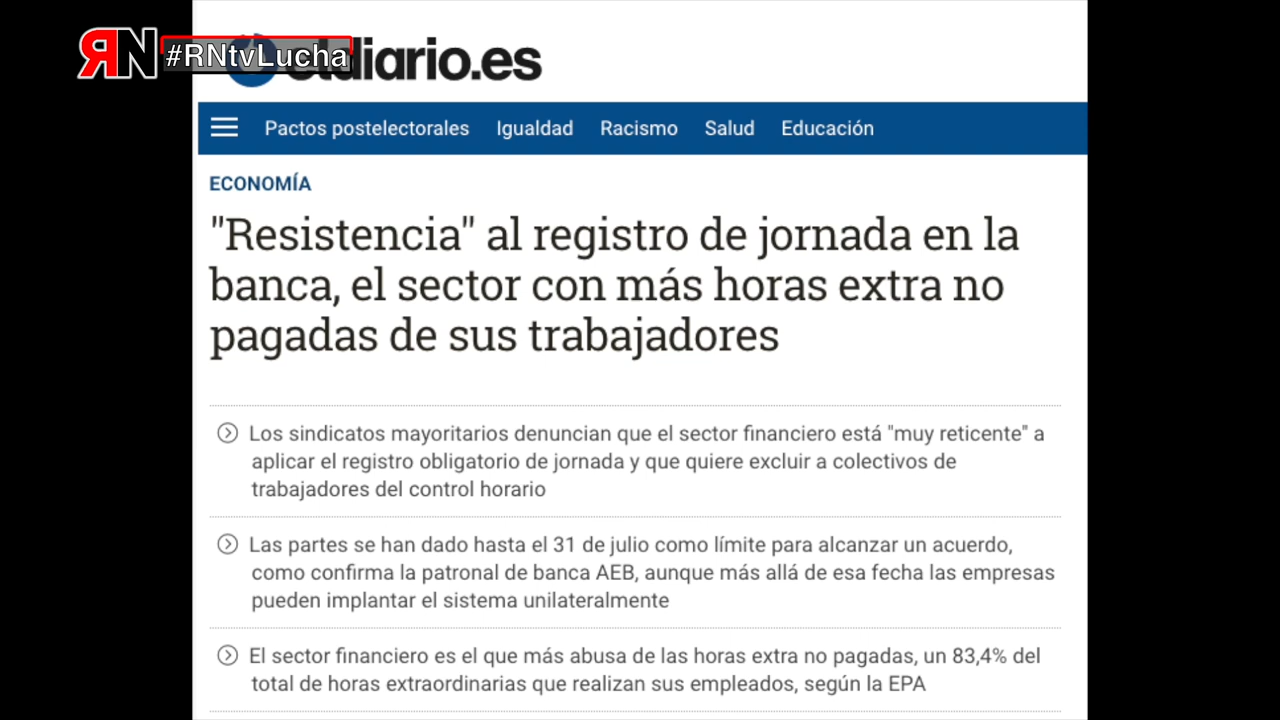 RN #RNtvLucha
eldiario.es
Pactos postelectorales Igualdad Racismo Salud Educación
ECONOMÍA
"Resistencia" al registro de jornada en la
banca, el sector con más horas extra no
pagadas de sus trabajadores
Los sindicatos mayoritarios denuncian que el sector financiero está "muy reticente" a
aplicar el registro obligatorio de jornada y que quiere excluir a colectivos de
trabajadores del control horario
Las partes se han dado hasta el 31 de julio como límite para alcanzar un acuerdo,
como confirma la patronal de banca AEB, aunque más allá de esa fecha las empresas
pueden implantar el sistema unilateralmente
El sector financiero es el que más abusa de las horas extra no pagadas, un 83,4% del
total de horas extraordinarias que realizan sus empleados, según la EPA